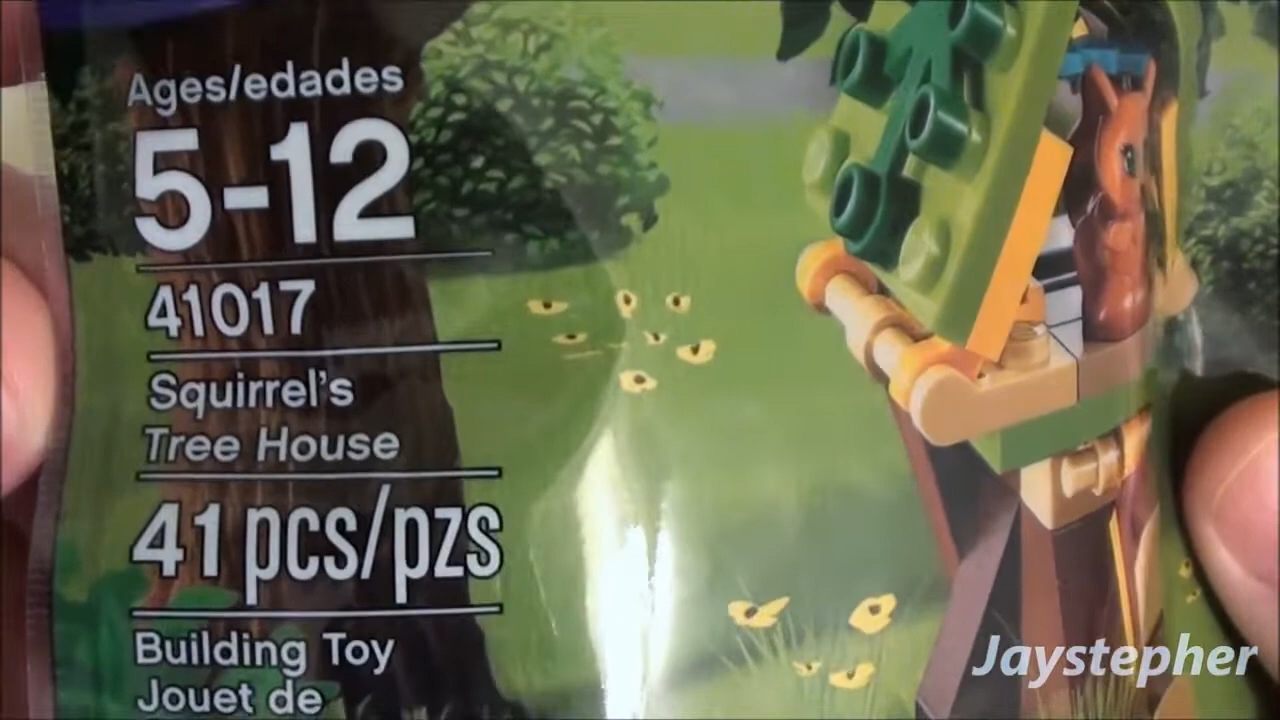 Ages/edades
5-12
41017
Squirrel's
Tree House
41 pcs/pzs
Building Toy
Jouet de
Jaystepher